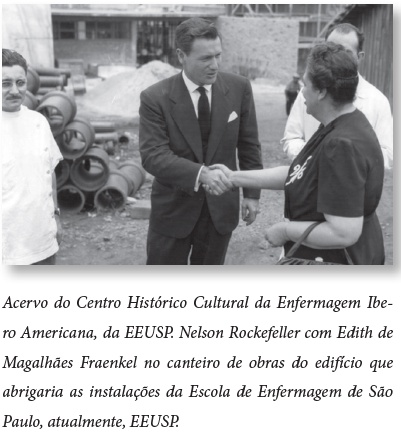 Acervo do Centro Histórico Cultural da Enfermagem Ibe-
ro Americana, da EEUSP. Nelson Rockefeller com Edith de
Magalhães Fraenkel no canteiro de obras do edifício que
abrigaria as instalações da Escola de Enfermagem de São
Paulo, atualmente, EEUSP.